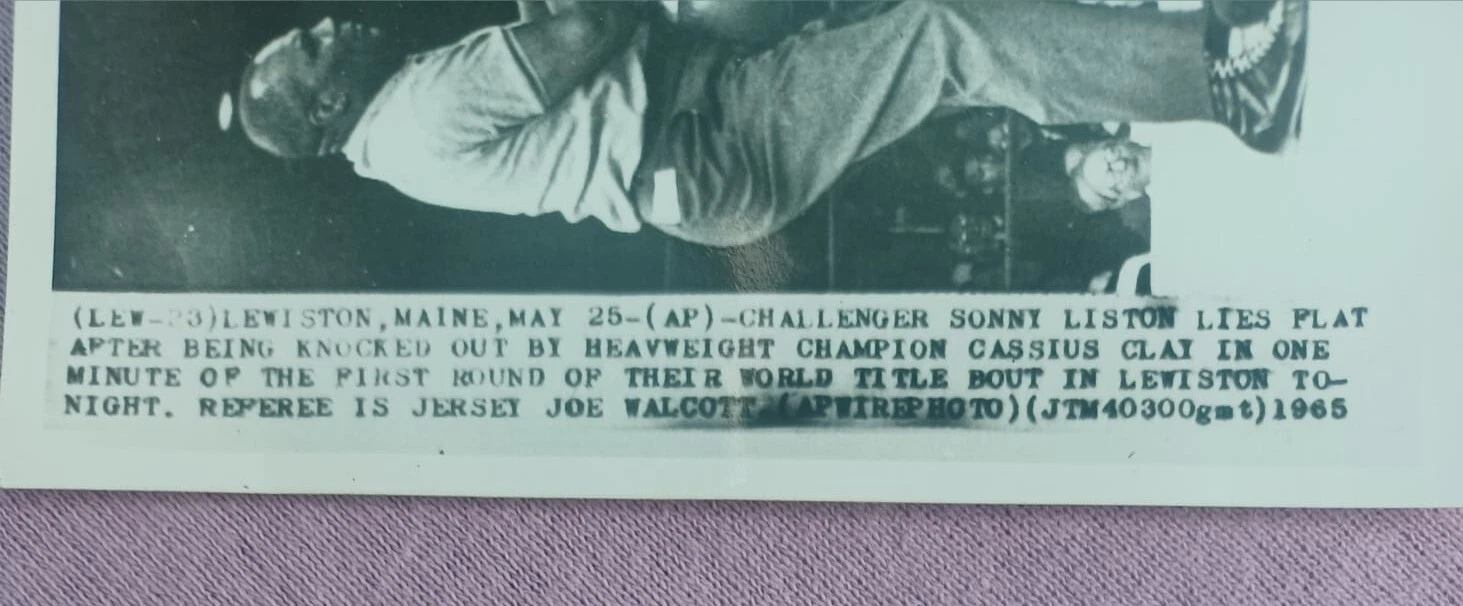 (LEW-23)LEWISTON,MAINE,MAY 25-(AP)-CHALLENGER SONNY LISTON LIES FLAT
AFTER BEING KNOCKED OUT BY HEAVWEIGHT CHAMPION CASSIUS CLAY IN ONE
MINUTE OF THE FIRST ROUND OF THEIR WORLD TITLE BOUT IN LEWISTON TO-
NIGHT. REFEREE IS JERSEY JOE WALCOTT.(APWIREPHOTO)(JTM40300gmt)1965